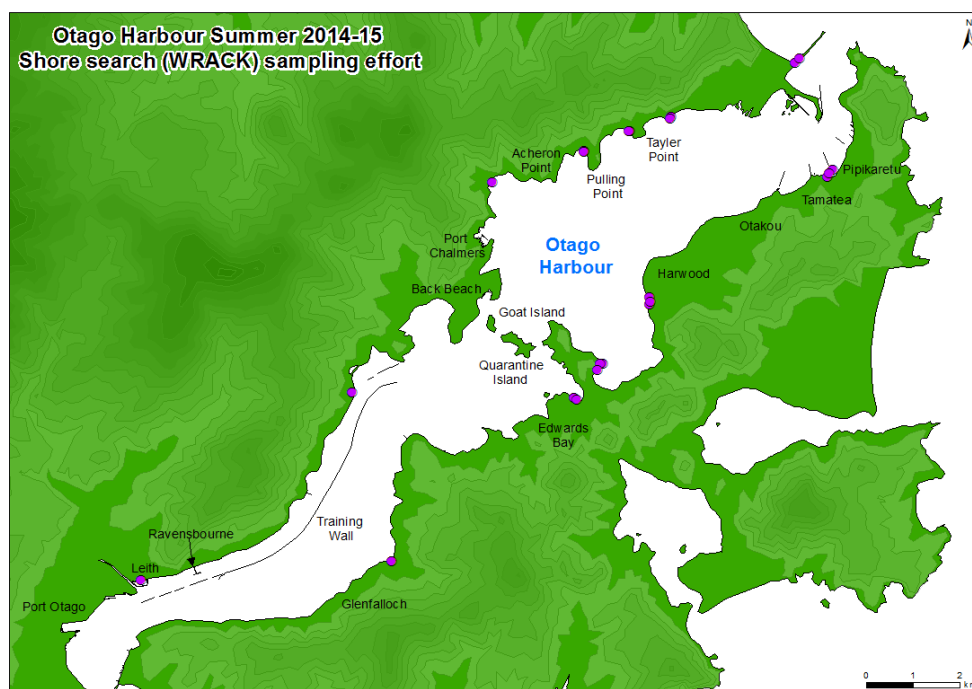 Otago Harbour Summer 2014-15
Shore search (WRACK) sampling effort
N
Tayler
Point
Acheron
Point
Pulling
Point
Pipikaretu
Tamatea
Otakou
Port
Chalmers
Otago
Harbour
Harwood
Back Beach
Goat Island
Quarantine
Island
Edwards
Bay
Training
Wall
Ravensbourne
Leith
Port Otago
Glenfalloch
0
1
2